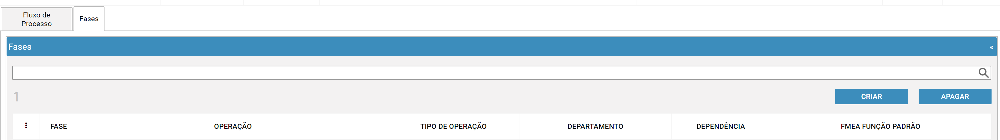 Fluxo de
Processo
Fases
Fases
«
1
CRIAR APAGAR
FASE OPERAÇÃO TIPO DE OPERAÇÃO DEPARTAMENTO DEPENDÊNCIA FMEA FUNÇÃO PADRÃO